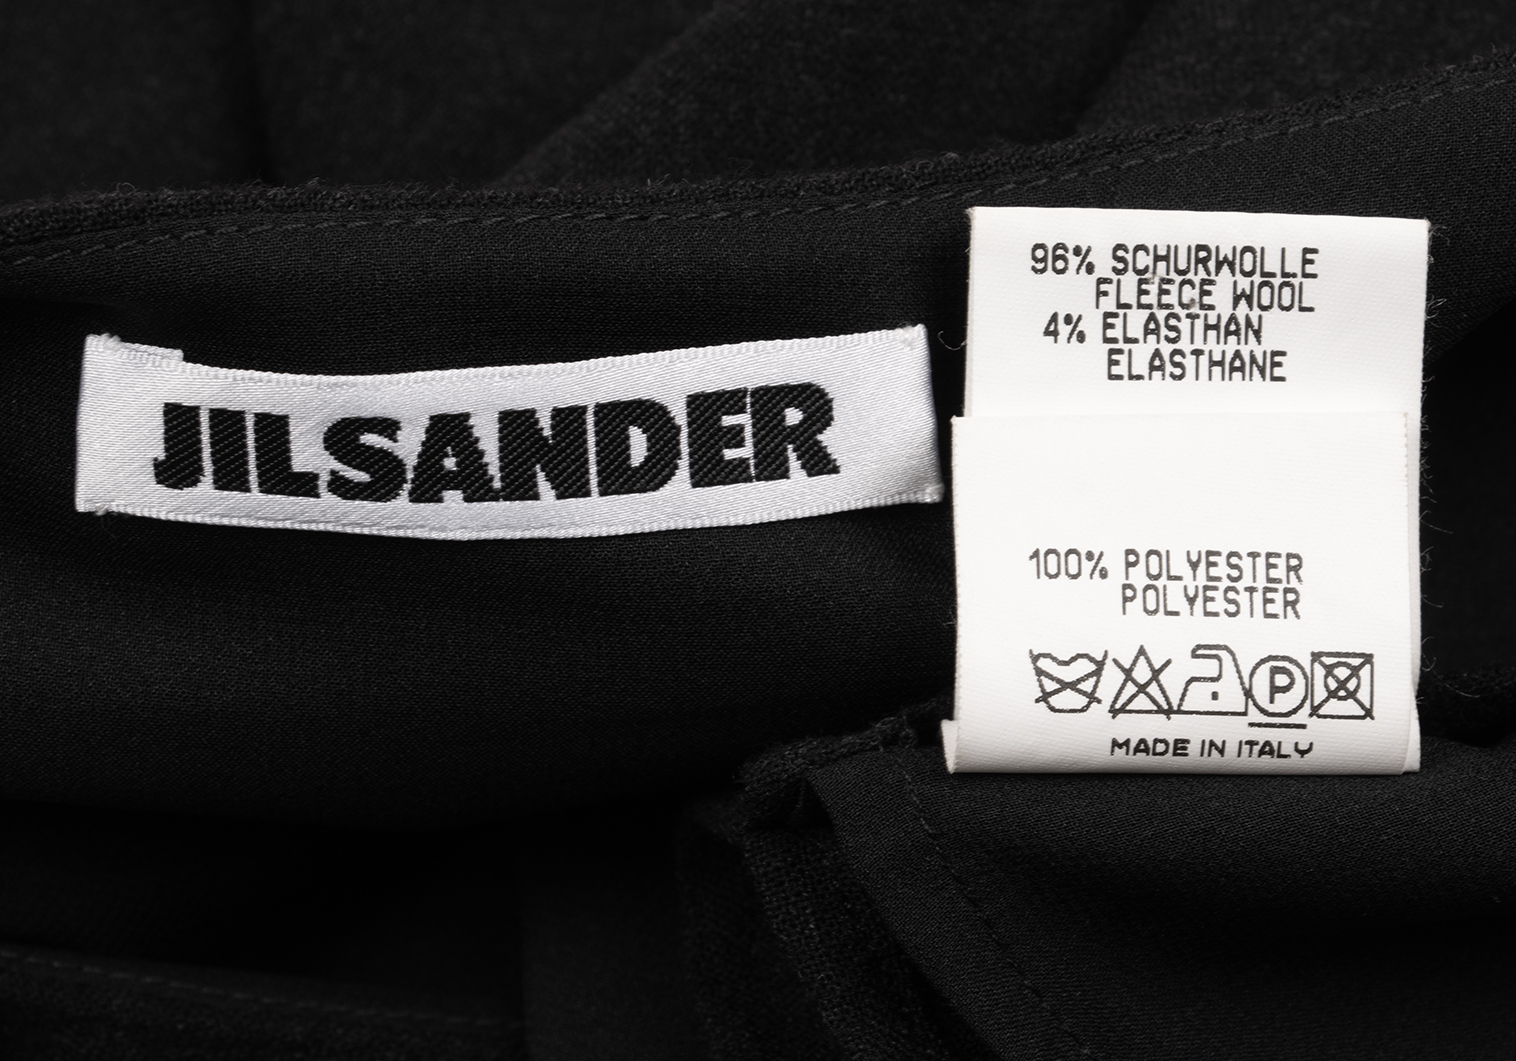 JILSANDER
96% SCHURWOLLE
FLEECE WOOL
4% ELASTHAN
ELASTHANE
100% POLYESTER
POLYESTER
P
MADE IN ITALY